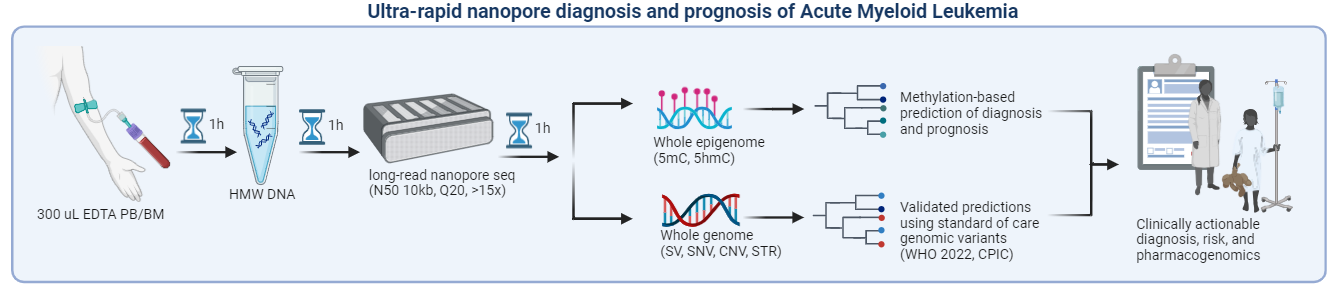 Ultra-rapid nanopore diagnosis and prognosis of Acute Myeloid Leukemia
300 uL EDTA PB/BM
1h
HMW DNA
1h
long-read nanopore seq
(N50 10kb, Q20, >15x)
1h
Whole epigenome
(5mC, 5hmC)
Methylation-based
prediction of diagnosis
and prognosis
Whole genome
(SV, SNV, CNV, STR)
Validated predictions
using standard of care
genomic variants
(WHO 2022, CPIC)
Clinically actionable
diagnosis, risk, and
pharmacogenomics